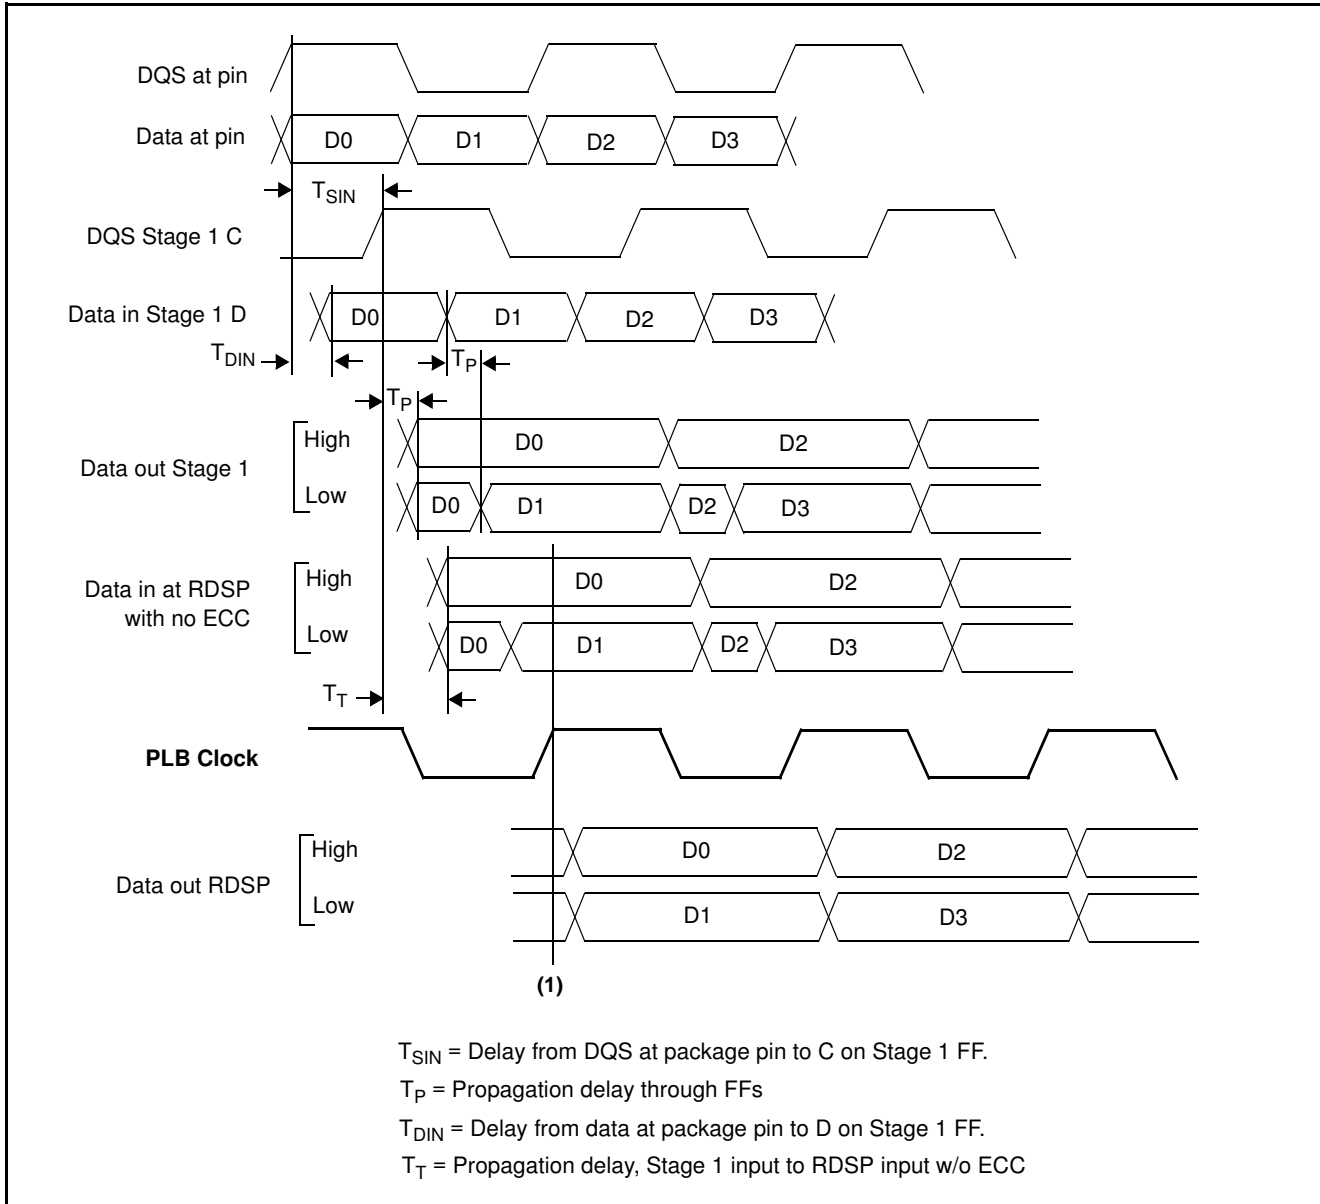 DQS at pin
Data at pin
D0 D1 D2 D3
TSIN
DQS Stage 1 C
Data in Stage 1 D
D0 D1 D2 D3
TDIN
TP
TP
Data out Stage 1
High
D0 D2
Low
D0 D1 D2 D3
Data in at RDSP
with no ECC
High
D0 D2
Low
D0 D1 D2 D3
TT
PLB Clock
Data out RDSP
High
D0 D2
Low
D1 D3
(1)
TSIN = Delay from DQS at package pin to C on Stage 1 FF.
TP = Propagation delay through FFs
TDIN = Delay from data at package pin to D on Stage 1 FF.
TT = Propagation delay, Stage 1 input to RDSP input w/o ECC